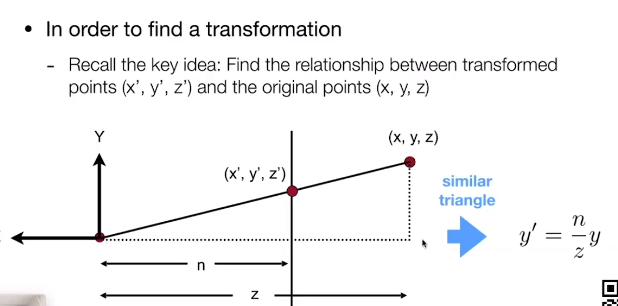 • In order to find a transformation
- Recall the key idea: Find the relationship between transformed
points (x’, y’, z’) and the original points (x, y, z)
Y
(x, y, z)
(x’, y’, z’)
similar
triangle
y′ = n/z y
n
z